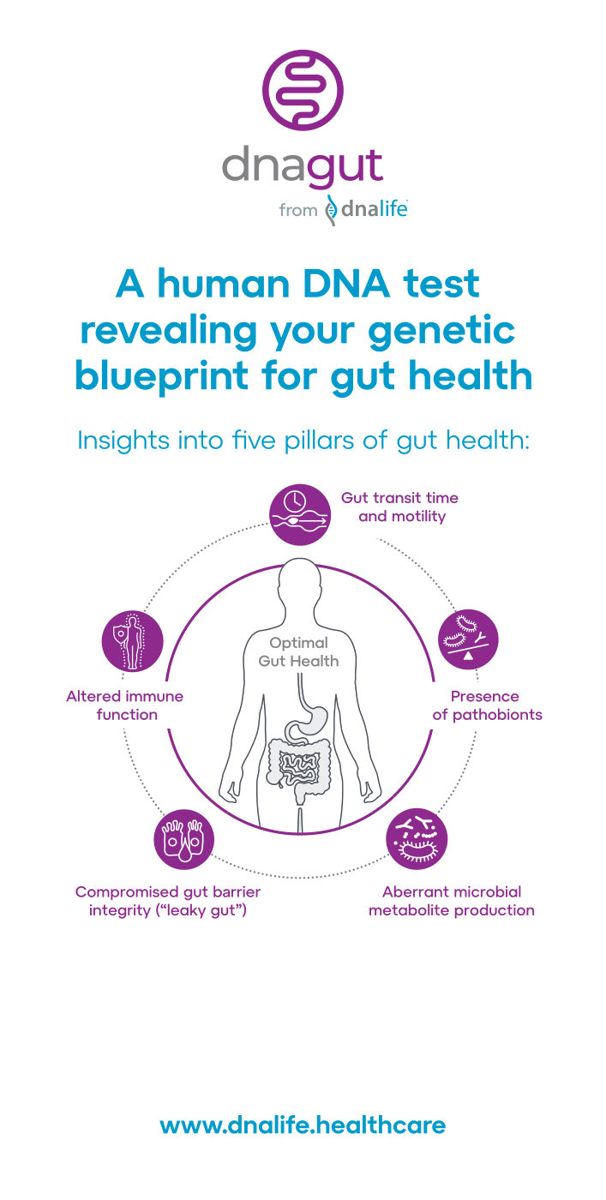 dnagut
from dnalife
A human DNA test
revealing your genetic
blueprint for gut health
Insights into five pillars of gut health:
Gut transit time
and motility
Optimal
Gut Health
Altered immune
function
Presence
of pathobionts
Compromised gut barrier
integrity (“leaky gut”)
Aberrant microbial
metabolite production
www.dnalife.healthcare